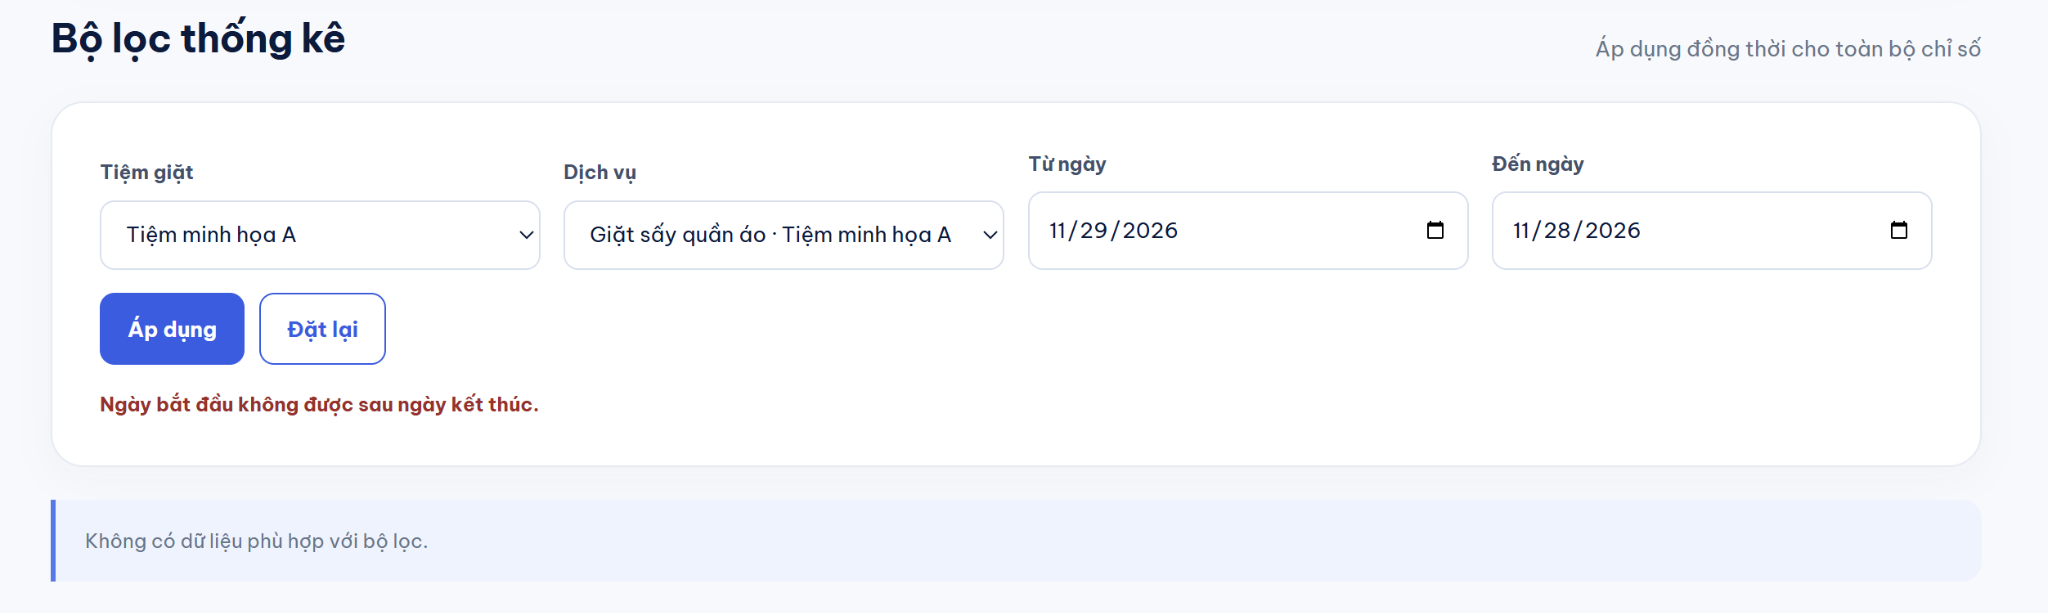 Bộ lọc thống kê
Áp dụng đồng thời cho toàn bộ chỉ số
Tiệm giặt
Dịch vụ
Từ ngày
Đến ngày
Tiệm minh họa A
Giặt sấy quần áo · Tiệm minh họa A
11/29/2026
11/28/2026
Áp dụng
Đặt lại
Ngày bắt đầu không được sau ngày kết thúc.
Không có dữ liệu phù hợp với bộ lọc.